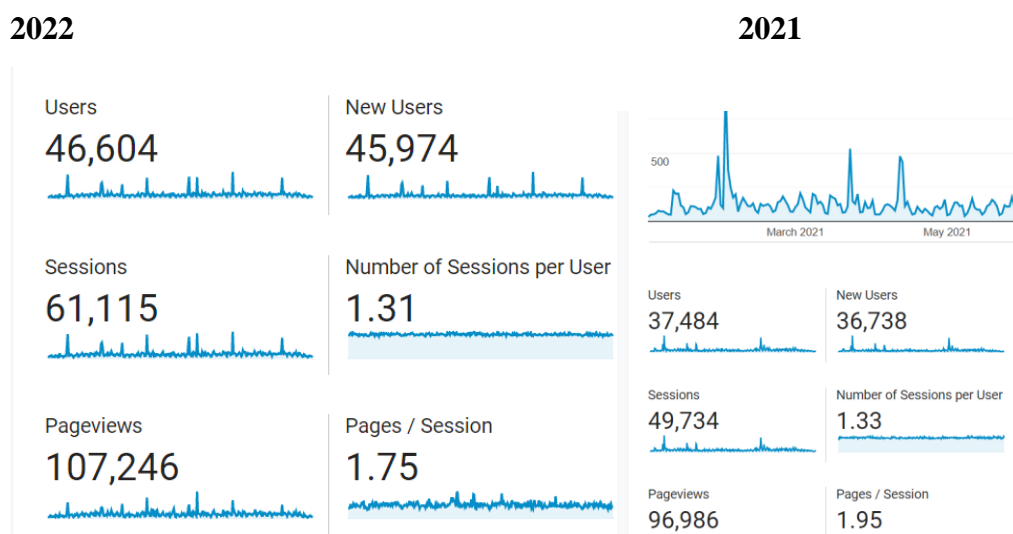 2022
2021
Users
46,604
New Users
45,974
Sessions
61,115
Number of Sessions per User
1.31
Pageviews
107,246
Pages / Session
1.75
500
March 2021
May 2021
Users
37,484
New Users
36,738
Sessions
49,734
Number of Sessions per User
1.33
Pageviews
96,986
Pages / Session
1.95